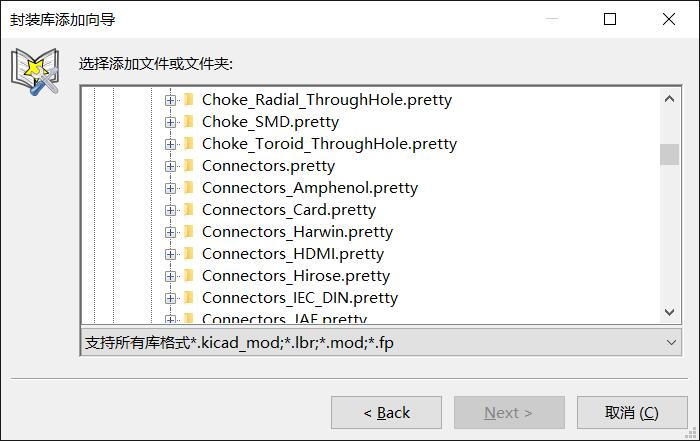 封装库添加向导
选择添加文件或文件夹:
Choke_Radial_ThroughHole.pretty
Choke_SMD.pretty
Choke_Toroid_ThroughHole.pretty
Connectors.pretty
Connectors_Amphenol.pretty
Connectors_Card.pretty
Connectors_Harwin.pretty
Connectors_HDMI.pretty
Connectors_Hirose.pretty
Connectors_IEC_DIN.pretty
Connectors_JAE.pretty
支持所有库格式*.kicad_mod;*.lbr;*.mod;*.fp
< Back
Next >
取消 (C)